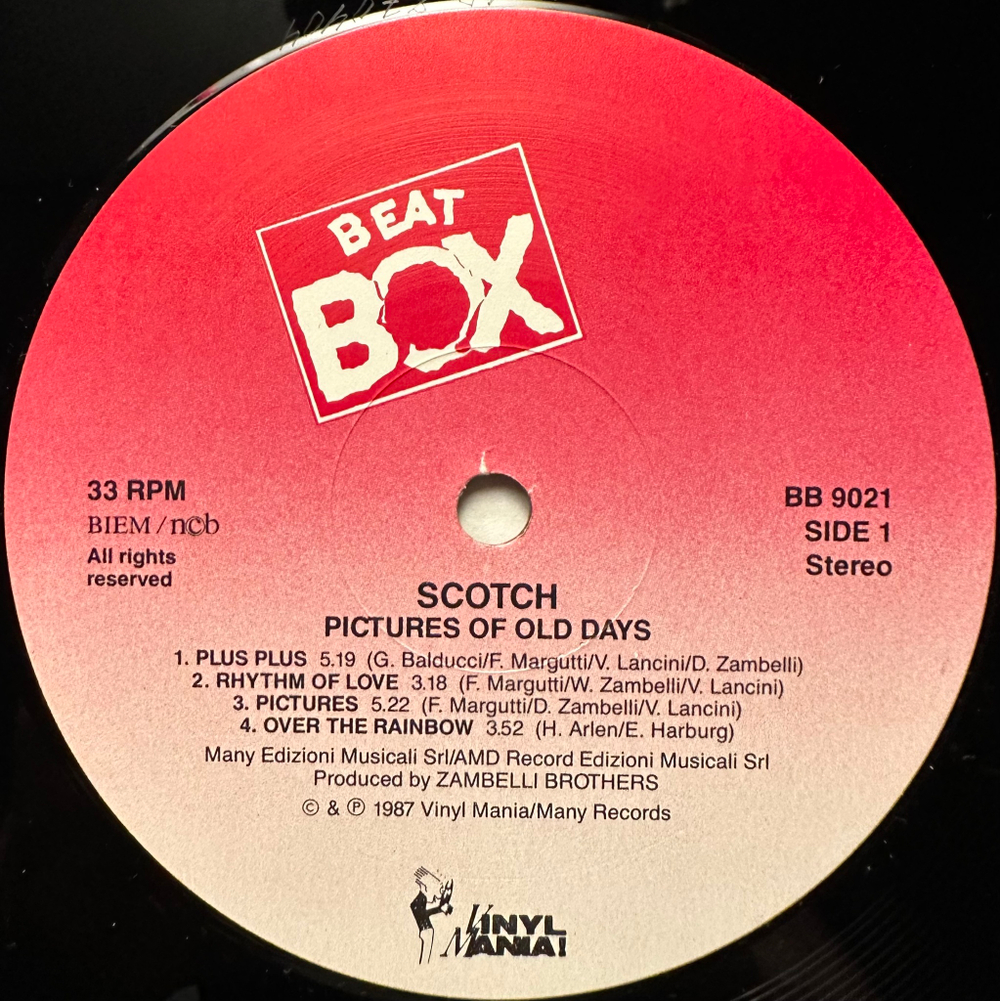 BEAT
BOX
33 RPM
BIEM / n©b
All rights
reserved
BB 9021
SIDE 1
Stereo
SCOTCH
PICTURES OF OLD DAYS
1. PLUS PLUS 5.19 (G. Balducci/F. Margutti/V. Lancini/D. Zambelli)
2. RHYTHM OF LOVE 3.18 (F. Margutti/W. Zambelli/V. Lancini)
3. PICTURES 5.22 (F. Margutti/D. Zambelli/V. Lancini)
4. OVER THE RAINBOW 3.52 (H. Arlen/E. Harburg)
Many Edizioni Musicali Srl/AMD Record Edizioni Musicali Srl
Produced by ZAMBELLI BROTHERS
© & ℗ 1987 Vinyl Mania/Many Records
VINYL
MANIA!